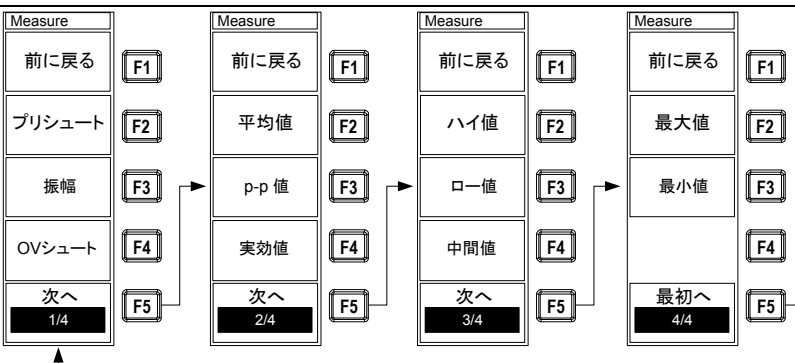 Measure
前に戻る
F1
プリシュート
F2
振幅
F3
OVシュート
F4
次へ
1/4
F5
Measure
前に戻る
F1
平均値
F2
p-p 値
F3
実効値
F4
次へ
2/4
F5
Measure
前に戻る
F1
ハイ値
F2
ロー値
F3
中間値
F4
次へ
3/4
F5
Measure
前に戻る
F1
最大値
F2
最小値
F3
F4
最初へ
4/4
F5